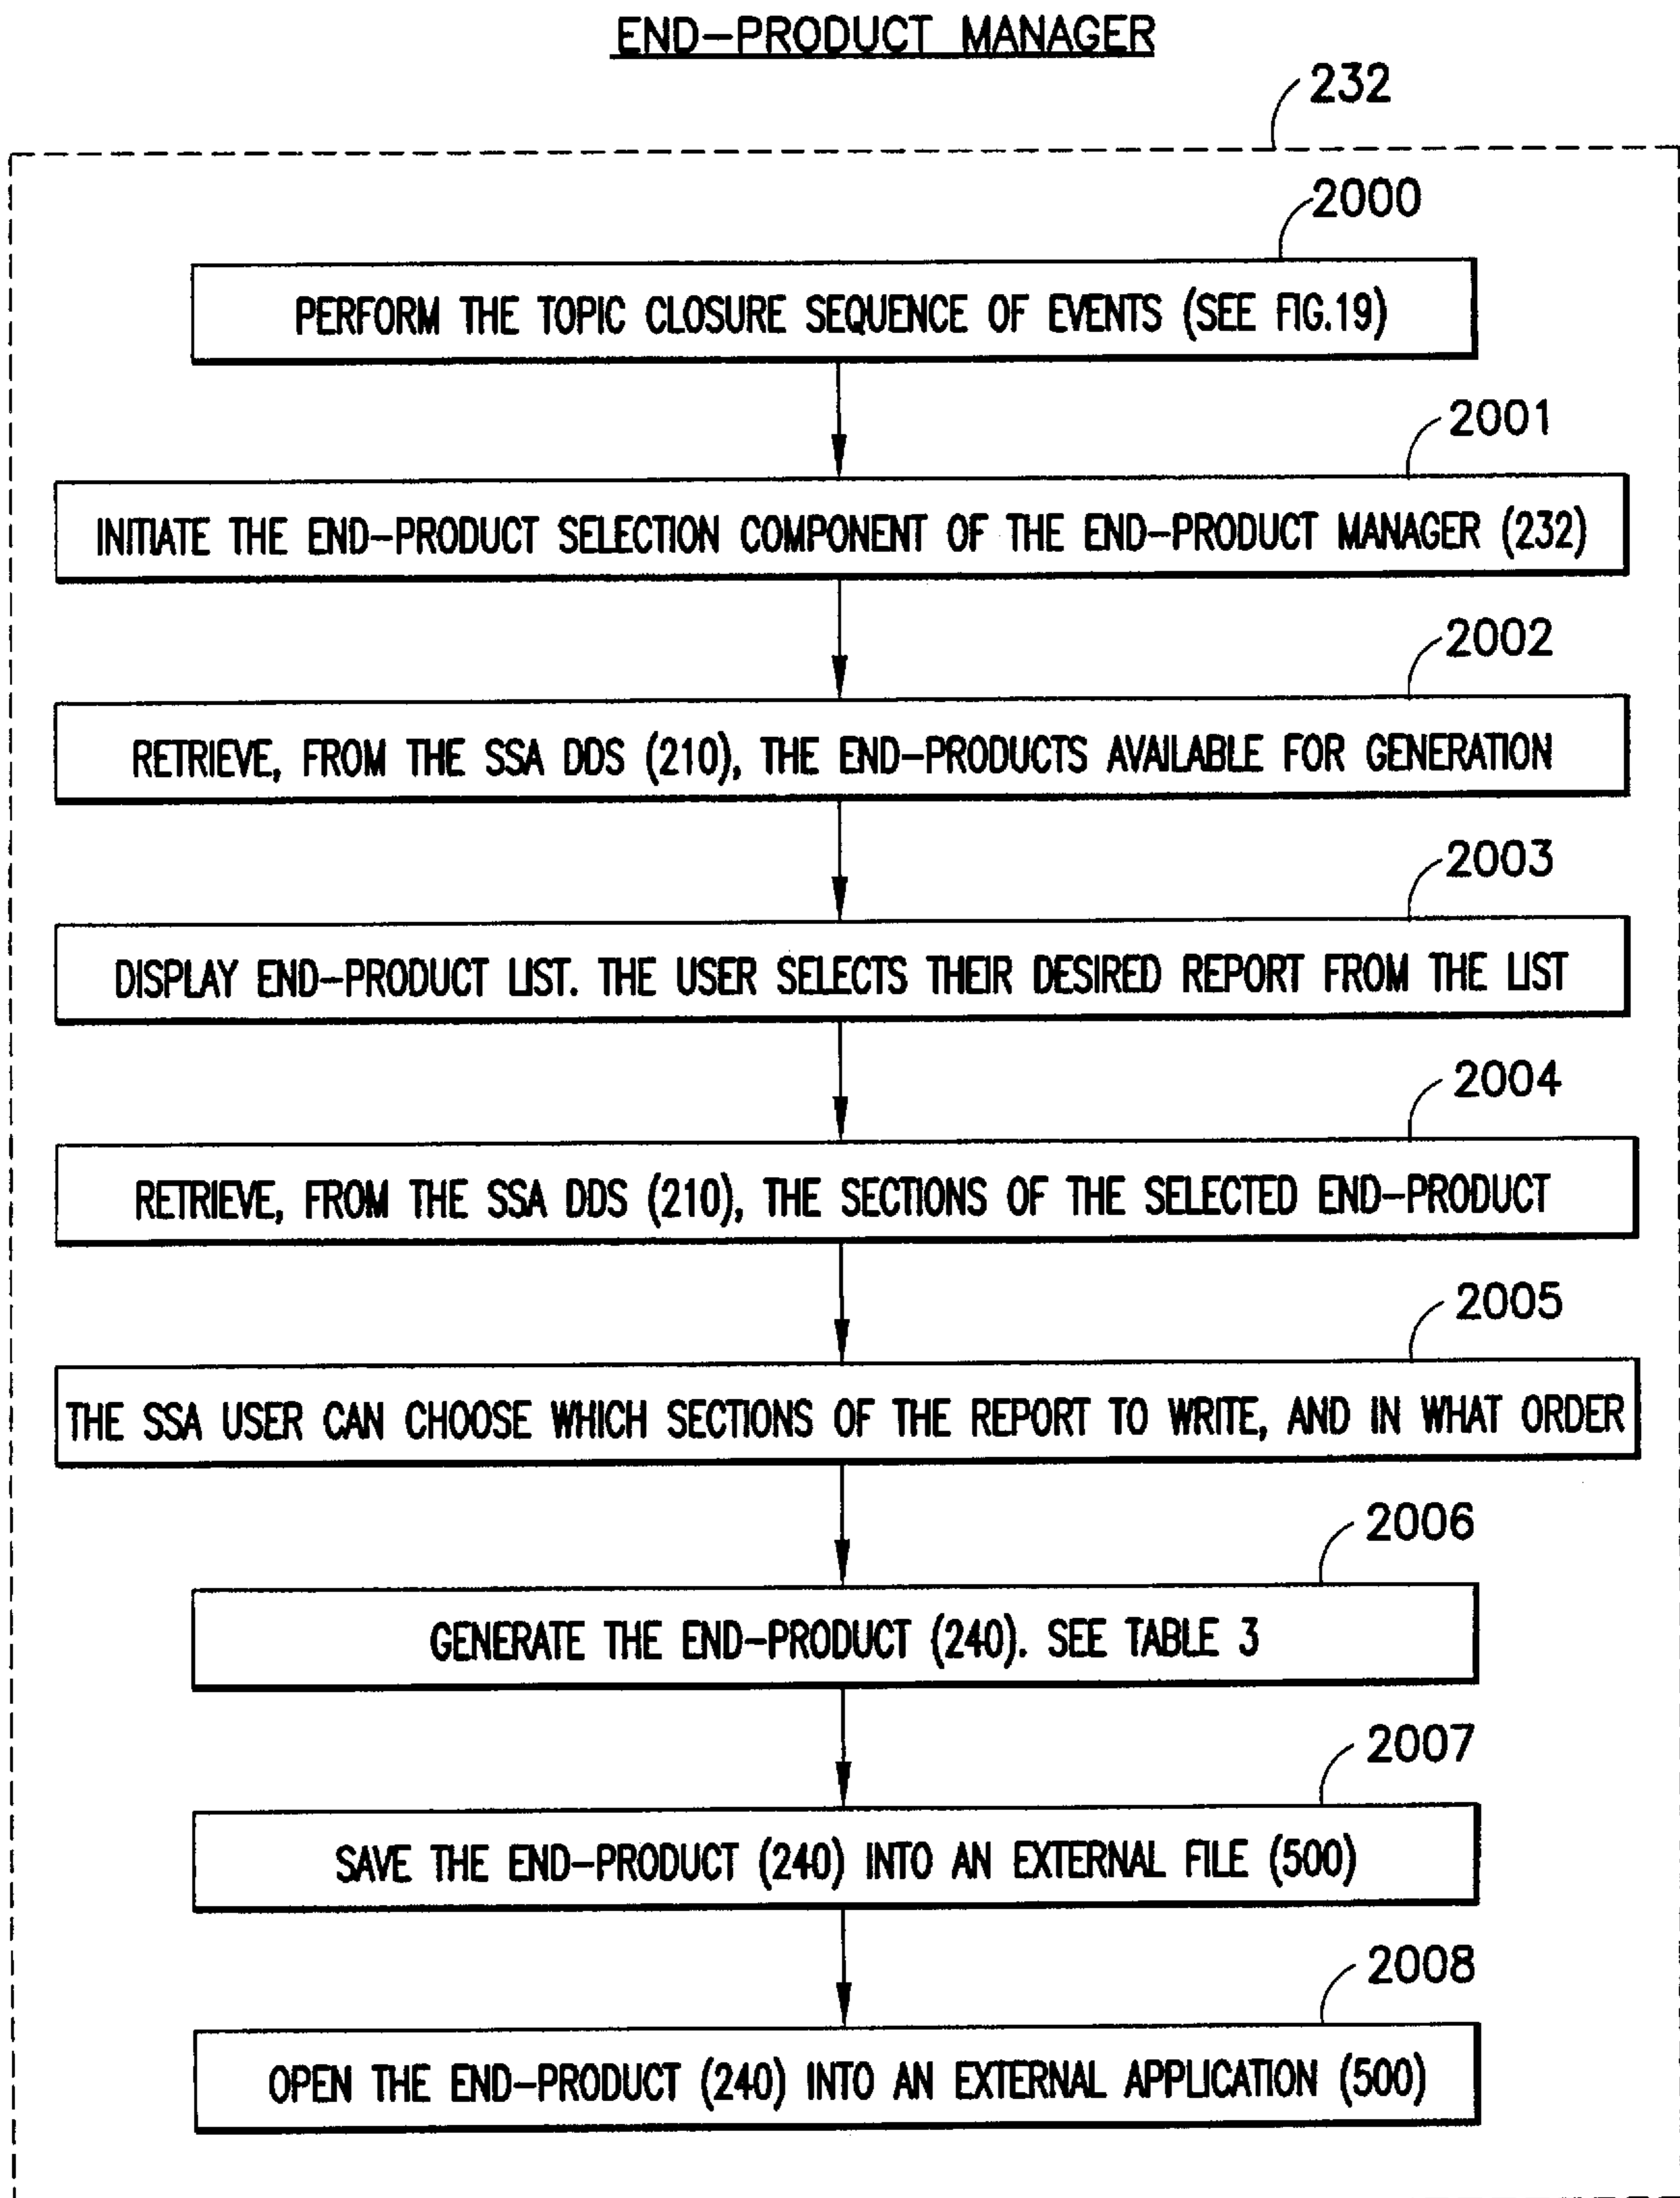 END-PRODUCT MANAGER
232
2000
PERFORM THE TOPIC CLOSURE SEQUENCE OF EVENTS (SEE FIG.19)
2001
INITIATE THE END-PRODUCT SELECTION COMPONENT OF THE END-PRODUCT MANAGER (232)
2002
RETRIEVE, FROM THE SSA DDS (210), THE END-PRODUCTS AVAILABLE FOR GENERATION
2003
DISPLAY END-PRODUCT LIST. THE USER SELECTS THEIR DESIRED REPORT FROM THE LIST
2004
RETRIEVE, FROM THE SSA DDS (210), THE SECTIONS OF THE SELECTED END-PRODUCT
2005
THE SSA USER CAN CHOOSE WHICH SECTIONS OF THE REPORT TO WRITE, AND IN WHAT ORDER
2006
GENERATE THE END-PRODUCT (240). SEE TABLE 3
2007
SAVE THE END-PRODUCT (240) INTO AN EXTERNAL FILE (500)
2008
OPEN THE END-PRODUCT (240) INTO AN EXTERNAL APPLICATION (500)